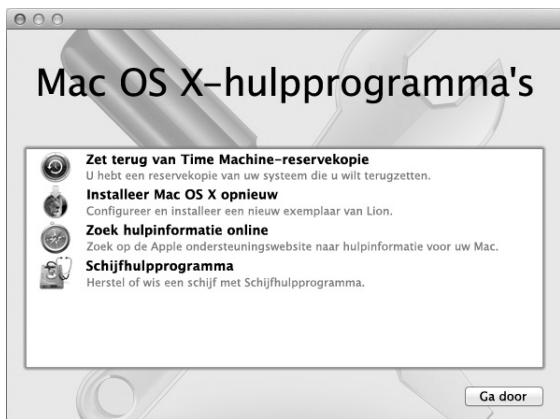 Mac OS X-hulpprogramma's
Zet terug van Time Machine-reservekopie
U hebt een reservekopie van uw systeem die u wilt terugzetten.
Installeer Mac OS X opnieuw
Configureer en installeer een nieuw exemplaar van Lion.
Zoek hulpinformatie online
Zoek op de Apple ondersteuningswebsite naar hulpinformatie voor uw Mac.
Schijfhulpprogramma
Herstel of wis een schijf met Schijfhulpprogramma.
Ga door